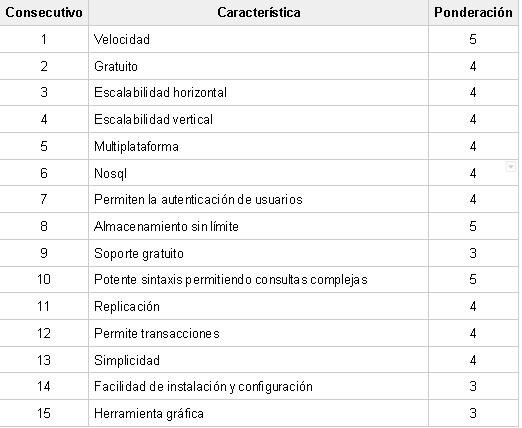 Consecutivo Característica Ponderación
1 Velocidad 5
2 Gratuito 4
3 Escalabilidad horizontal 4
4 Escalabilidad vertical 4
5 Multiplataforma 4
6 Nosql 4
7 Permiten la autenticación de usuarios 4
8 Almacenamiento sin límite 5
9 Soporte gratuito 3
10 Potente sintaxis permitiendo consultas complejas 5
11 Replicación 4
12 Permite transacciones 4
13 Simplicidad 4
14 Facilidad de instalación y configuración 3
15 Herramienta gráfica 3